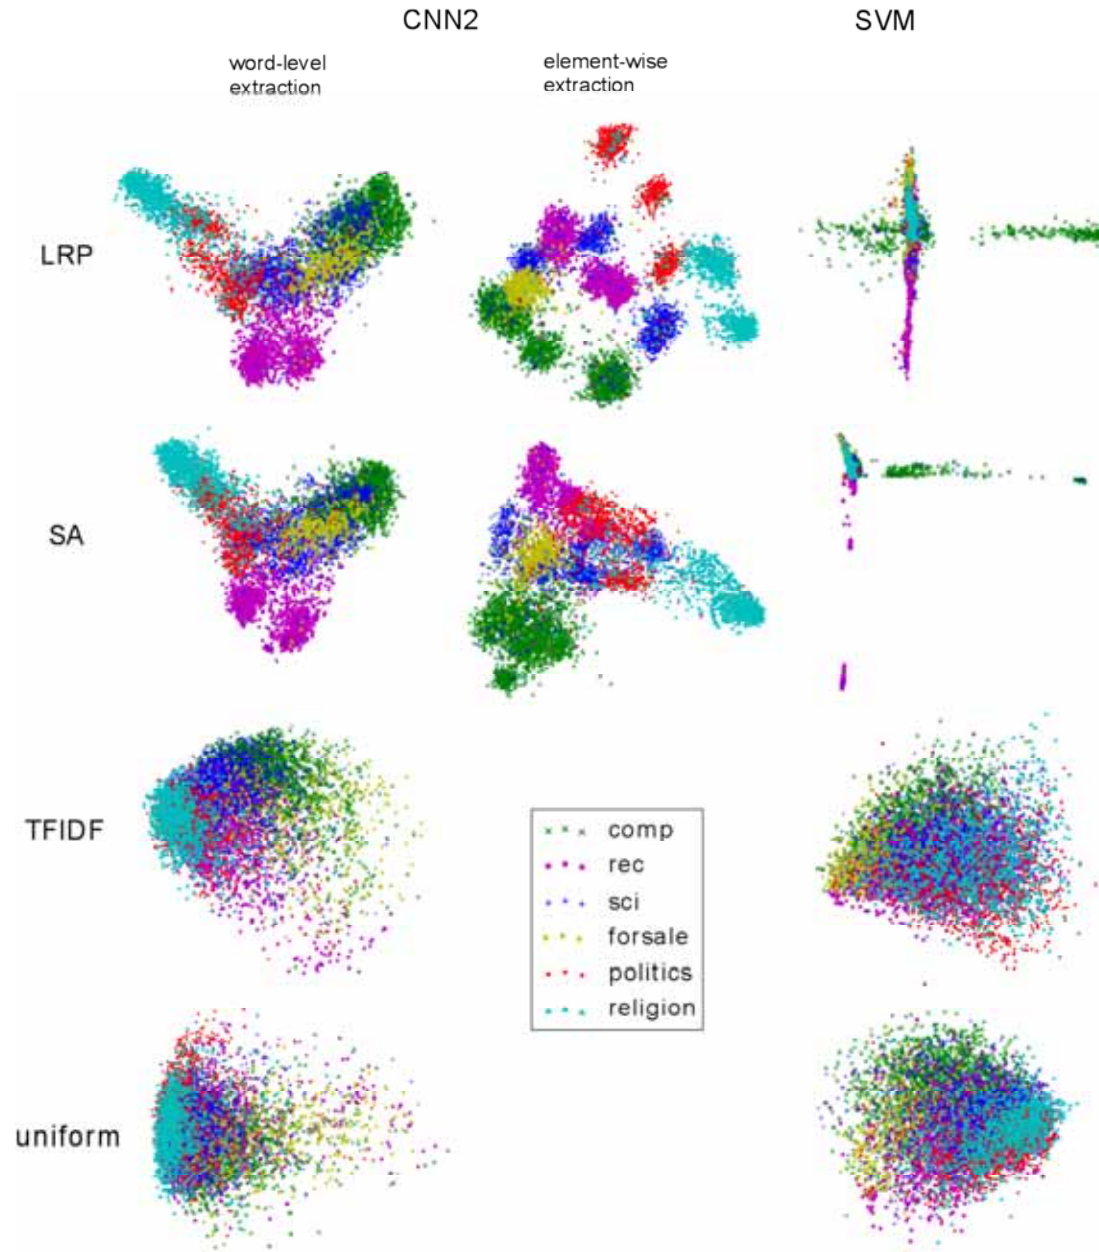 CNN2
SVM
word-level
extraction
element-wise
extraction
LRP
SA
TFIDF
comp
rec
sci
forsale
politics
religion
uniform